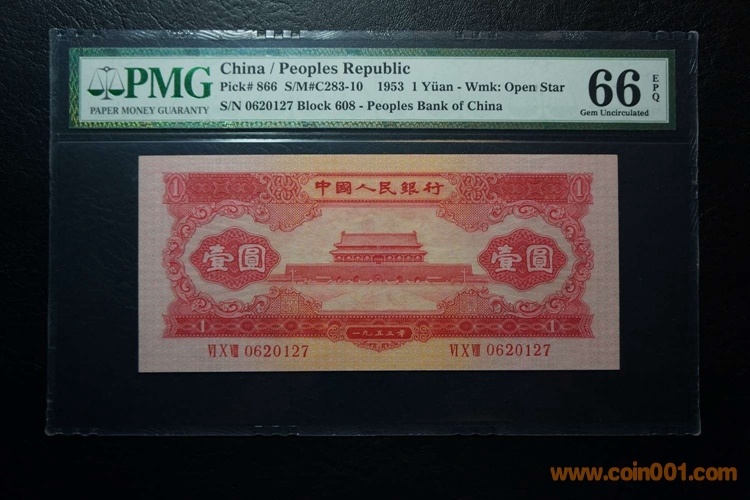 PMG
PAPER MONEY GUARANTY
China / Peoples Republic
Pick# 866 S/M#C283-10 1953 1 Yüan - Wmk: Open Star
S/N 0620127 Block 608 - Peoples Bank of China
66 EPQ
Gem Uncirculated
1 中國人民銀行 1
壹圓 壹圓
1 一九五三年 1
VI X VIII 0620127 VI X VIII 0620127
www.coin001.com